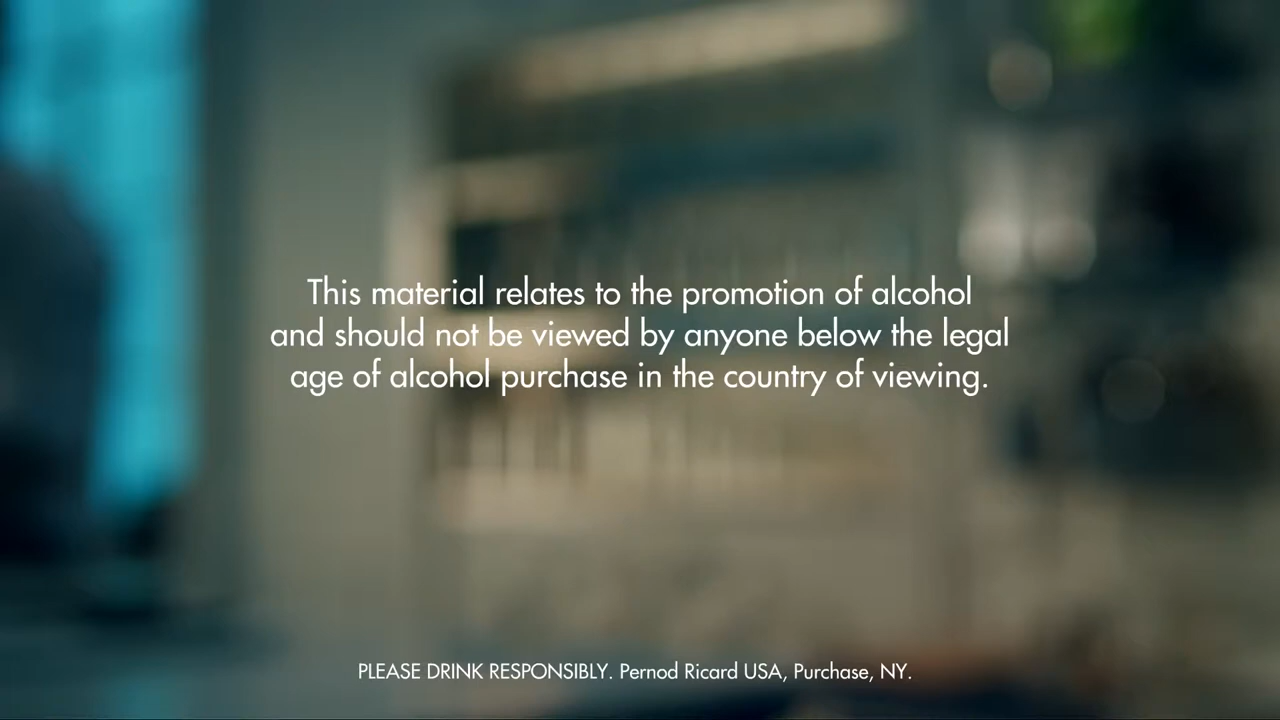 This material relates to the promotion of alcohol
and should not be viewed by anyone below the legal
age of alcohol purchase in the country of viewing.
PLEASE DRINK RESPONSIBLY. Pernod Ricard USA, Purchase, NY.